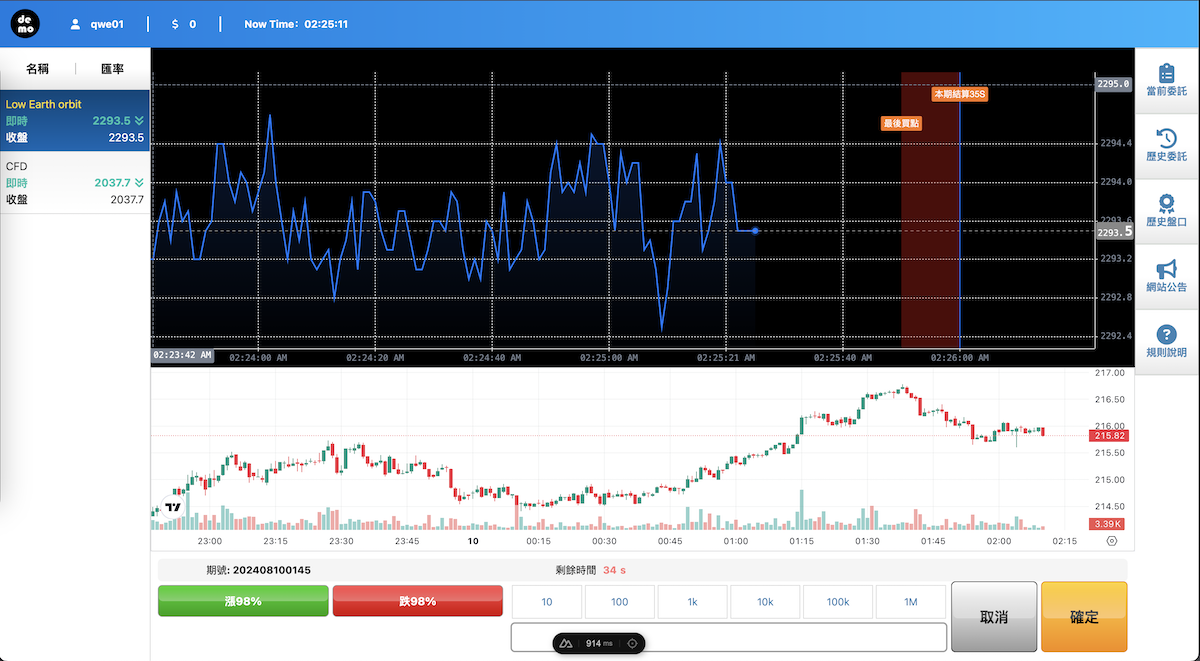 de
mo
qwe01
$ 0
Now Time: 02:25:11
名稱 匯率
Low Earth orbit
即時 2293.5
收盤 2293.5
CFD
即時 2037.7
收盤 2037.7
2295.0
本期結算35S
最後買點
2294.4
2294.0
2293.6
2293.5
2293.2
2292.8
2292.4
02:23:42 AM 02:24:00 AM 02:24:20 AM 02:24:40 AM 02:25:00 AM 02:25:21 AM 02:25:40 AM 02:26:00 AM
當前委託
歷史委託
歷史盤口
網站公告
規則說明
217.00
216.50
216.00
215.82
215.50
215.00
214.50
3.39K
23:00 23:15 23:30 23:45 10 00:15 00:30 00:45 01:00 01:15 01:30 01:45 02:00 02:15
期號: 202408100145
剩餘時間 34 s
漲98% 跌98%
10 100 1k 10k 100k 1M
取消 確定
914 ms